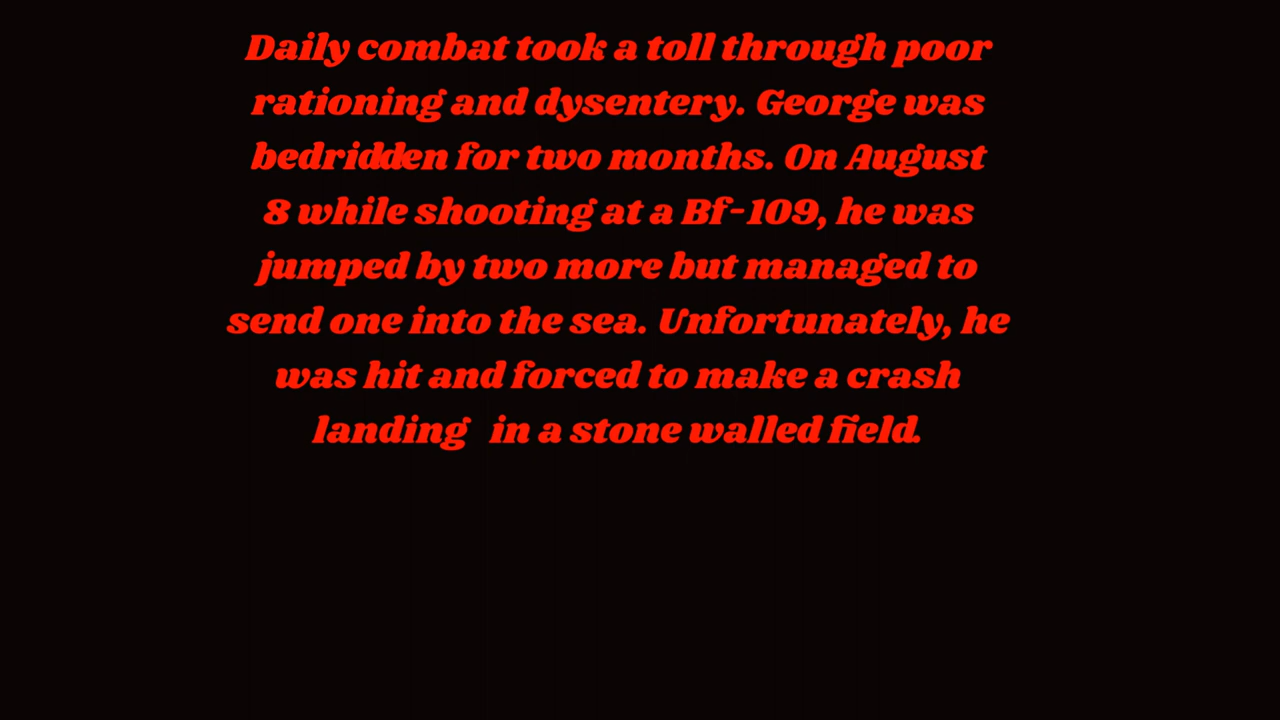 Daily combat took a toll through poor
rationing and dysentery. George was
bedridden for two months. On August
8 while shooting at a Bf-109, he was
jumped by two more but managed to
send one into the sea. Unfortunately, he
was hit and forced to make a crash
landing in a stone walled field.